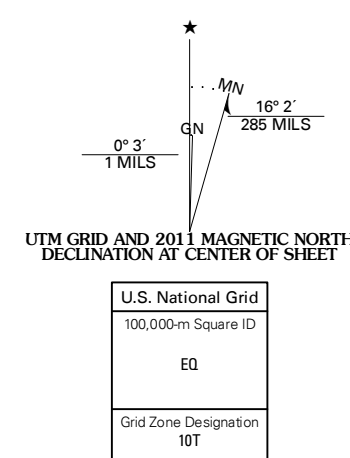 ★
MN
GN
16° 2´
285 MILS
0° 3´
1 MILS
UTM GRID AND 2011 MAGNETIC NORTH
DECLINATION AT CENTER OF SHEET
U.S. National Grid
100,000-m Square ID
EQ
Grid Zone Designation
10T